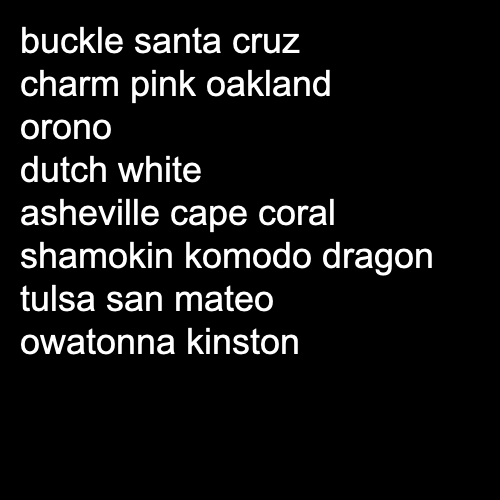 buckle santa cruz
charm pink oakland
orono
dutch white
asheville cape coral
shamokin komodo dragon
tulsa san mateo
owatonna kinston